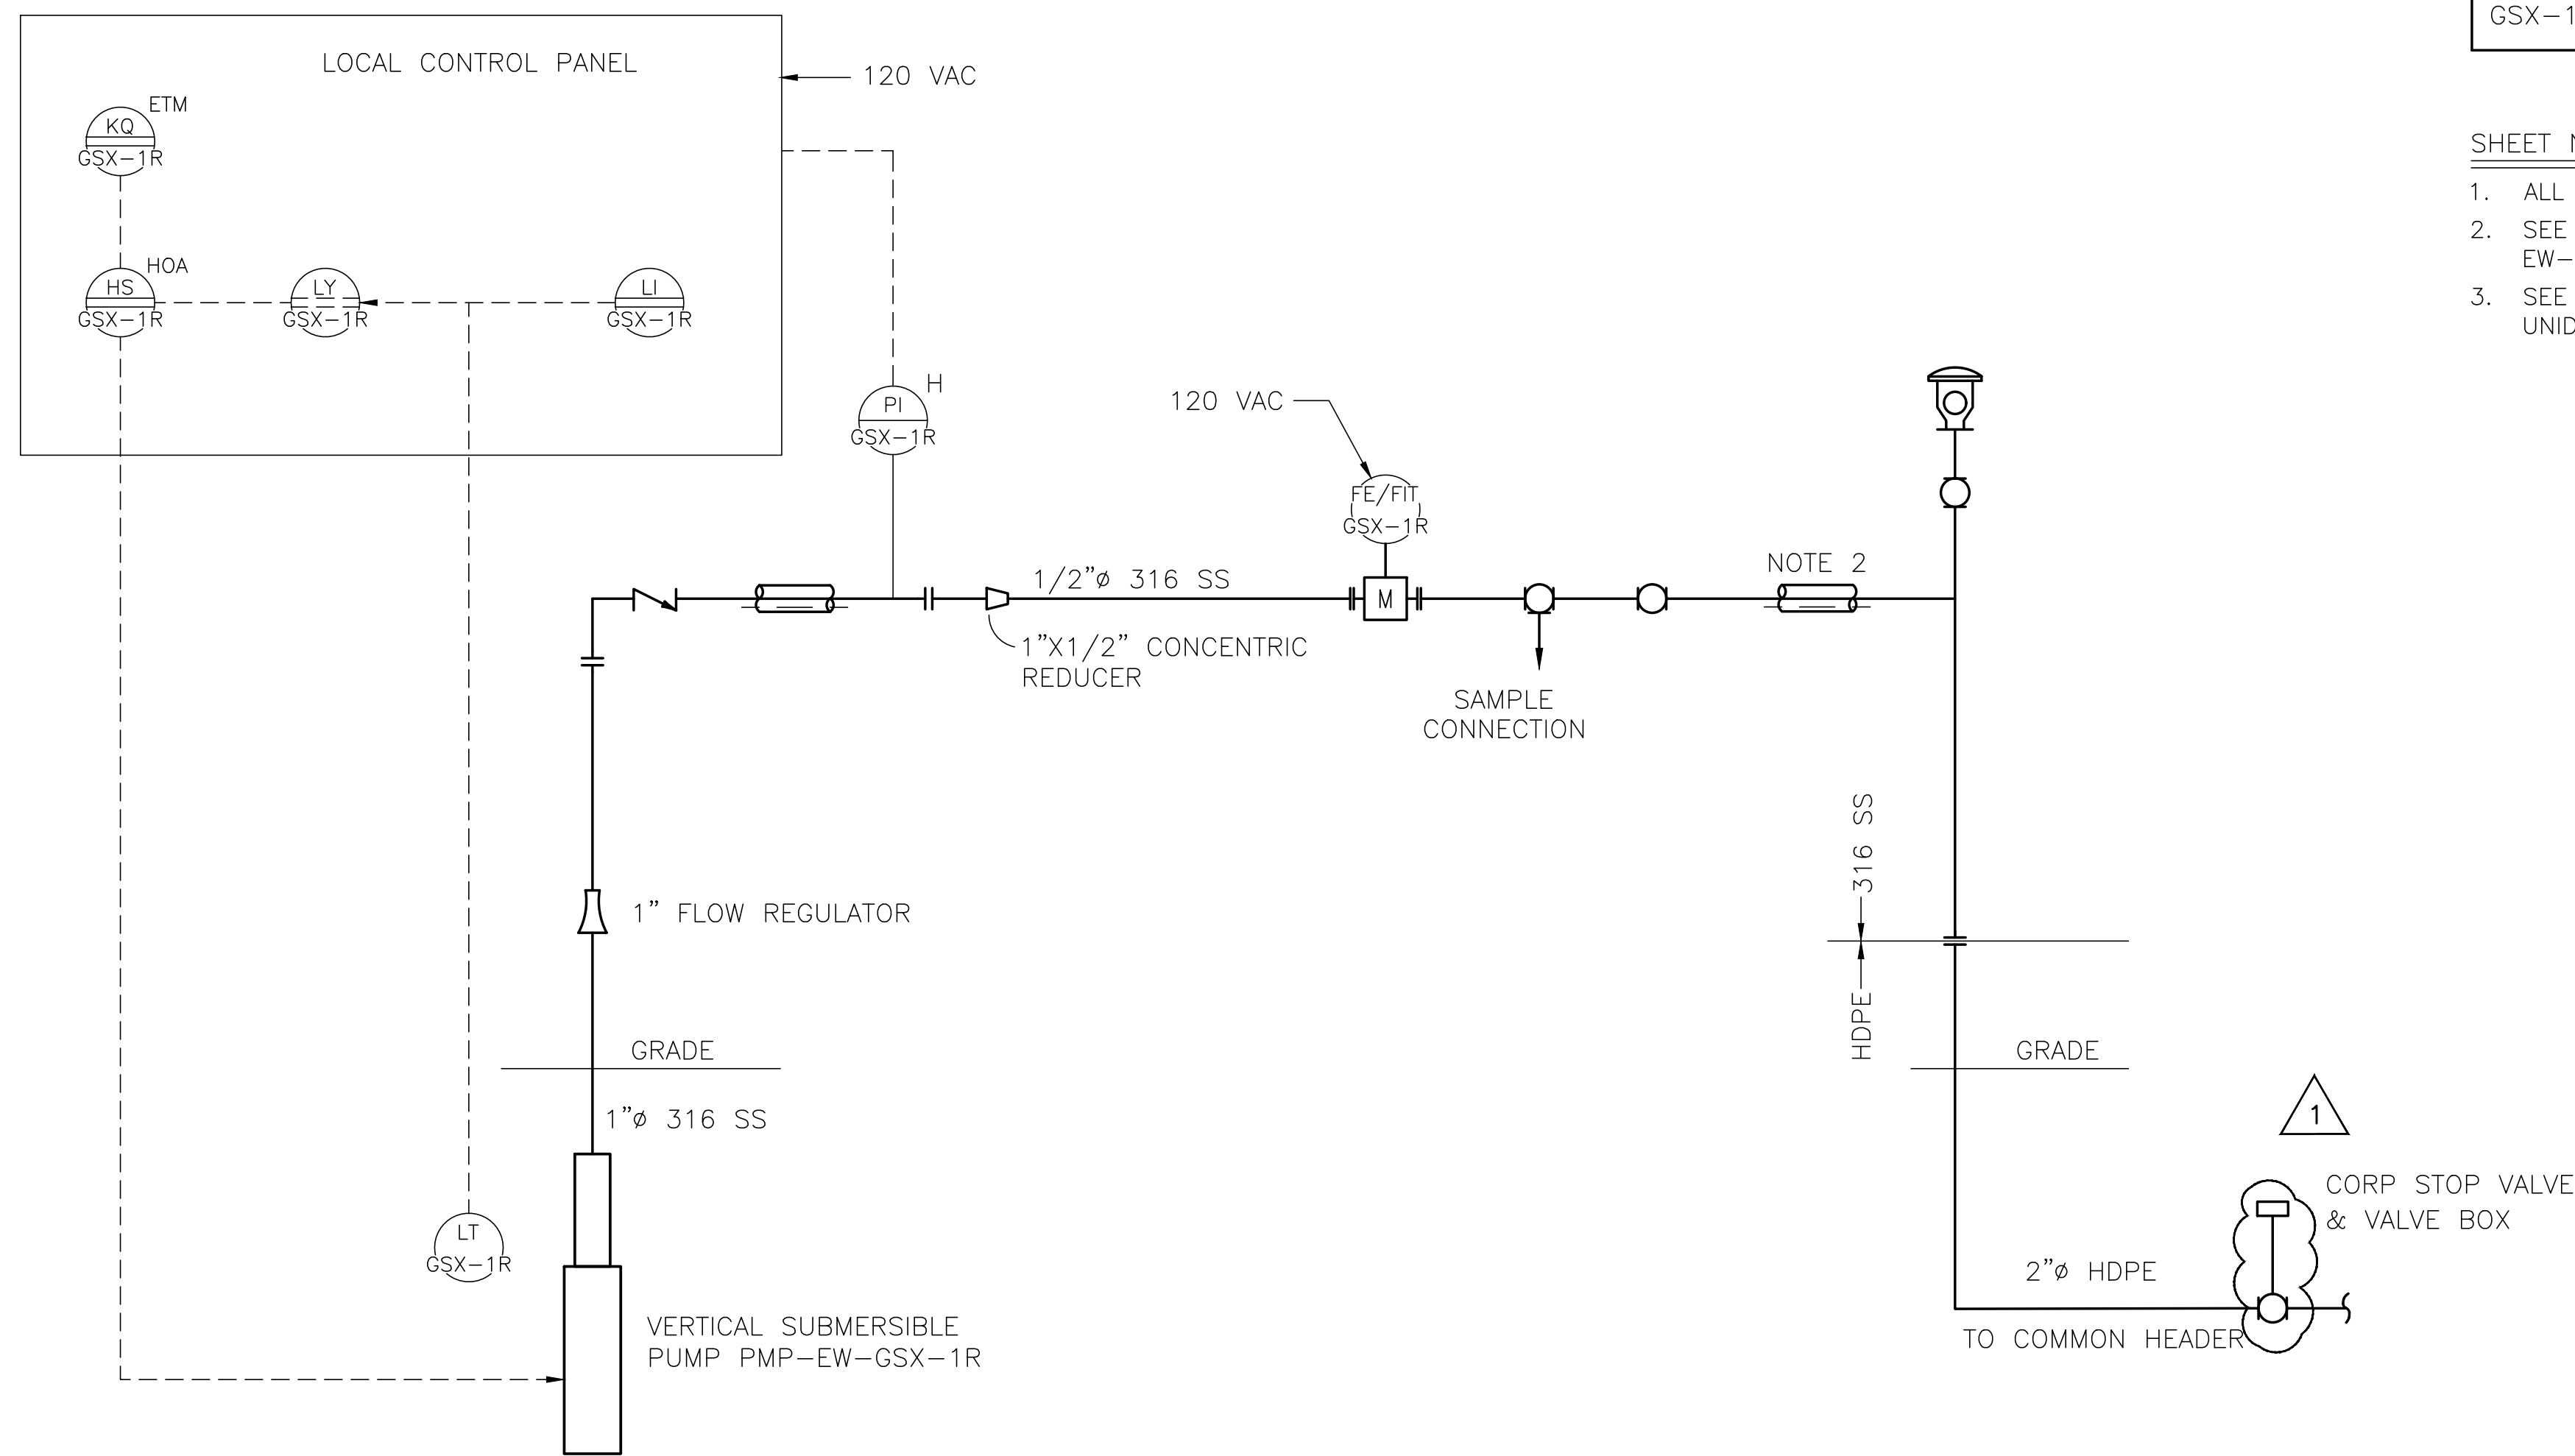 GSX-1
LOCAL CONTROL PANEL
120 VAC
ETM
KQ
GSX-1R
SHEET
1. ALL
2. SEE
EW-
3. SEE
HOA
HS
GSX-1R
LY
GSX-1R
LI
GSX-1R
H
PI
GSX-1R
120 VAC
FE/FIT
GSX-1R
M
NOTE 2
1/2"ø 316 SS
1"X1/2" CONCENTRIC
REDUCER
SAMPLE
CONNECTION
316 SS
HDPE
1" FLOW REGULATOR
GRADE
GRADE
1"ø 316 SS
1
CORP STOP VALVE
& VALVE BOX
LT
GSX-1R
2"ø HDPE
TO COMMON HEADER
VERTICAL SUBMERSIBLE
PUMP PMP-EW-GSX-1R